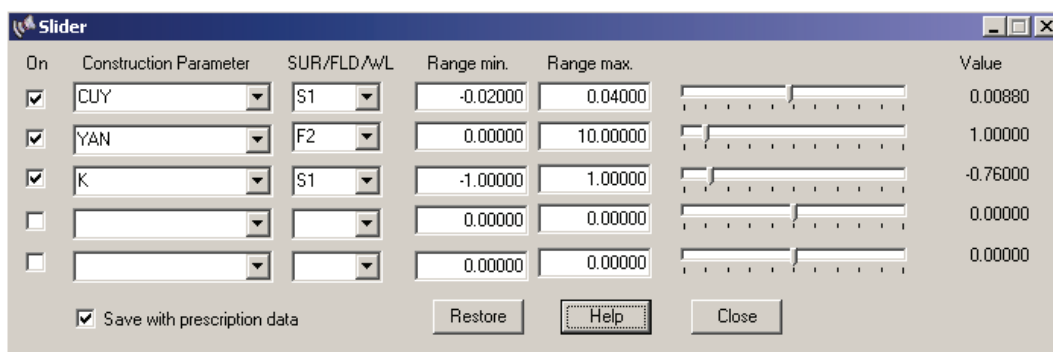 Slider
On Construction Parameter SUR/FLD/WL Range min. Range max. Value
CUY S1 -0.02000 0.04000 0.00880
YAN F2 0.00000 10.00000 1.00000
K S1 -1.00000 1.00000 -0.76000
0.00000 0.00000 0.00000
0.00000 0.00000 0.00000
Save with prescription data Restore Help Close